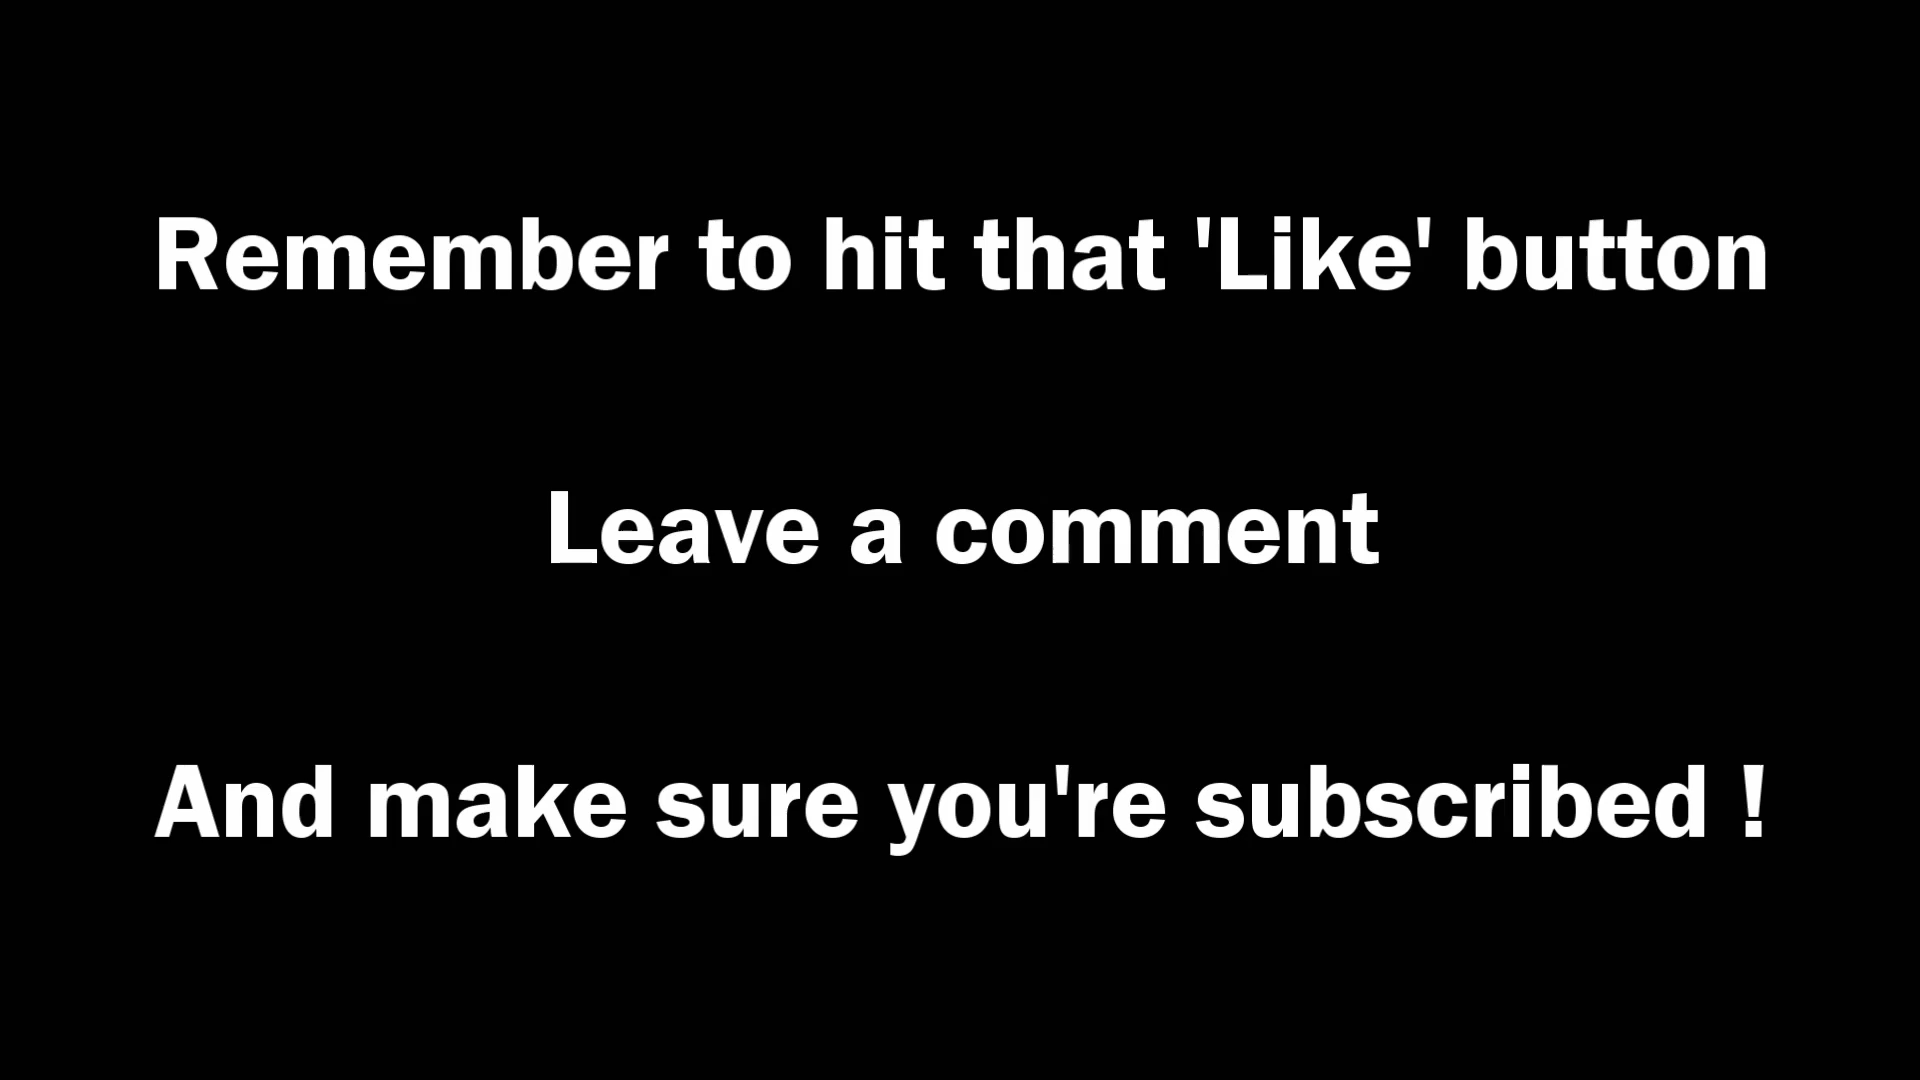 Remember to hit that 'Like' button
Leave a comment
And make sure you're subscribed !